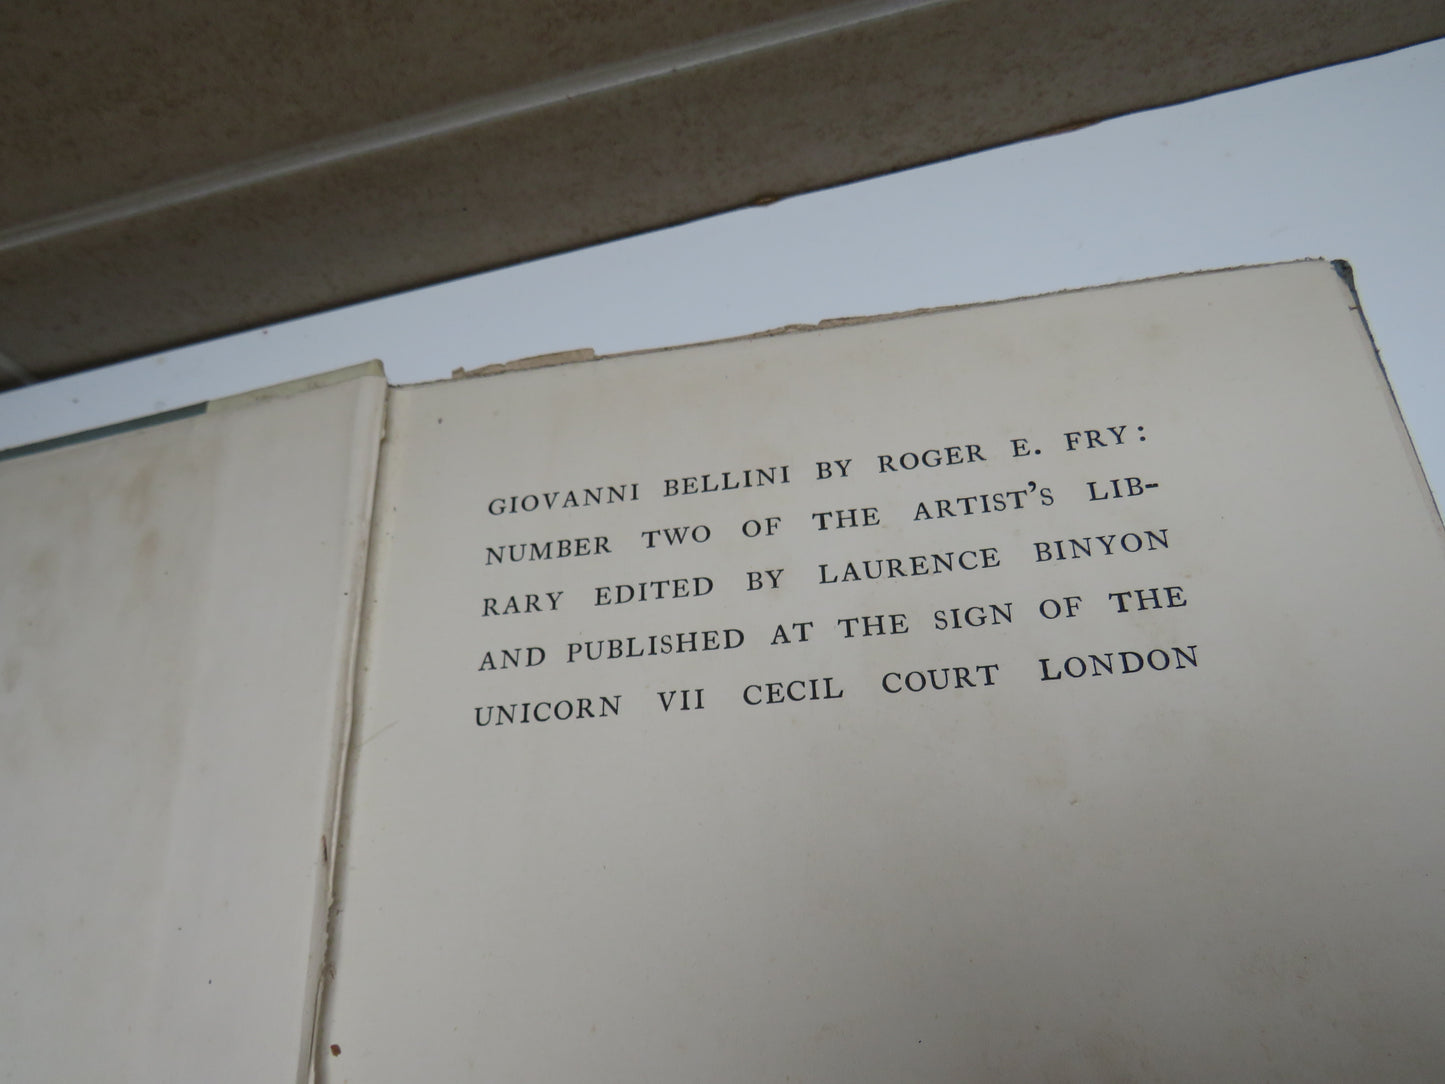 GIOVANNI BELLINI BY ROGER E. FRY:
NUMBER TWO OF THE ARTIST'S LIB-
RARY EDITED BY LAURENCE BINYON
AND PUBLISHED AT THE SIGN OF THE
UNICORN VII CECIL COURT LONDON